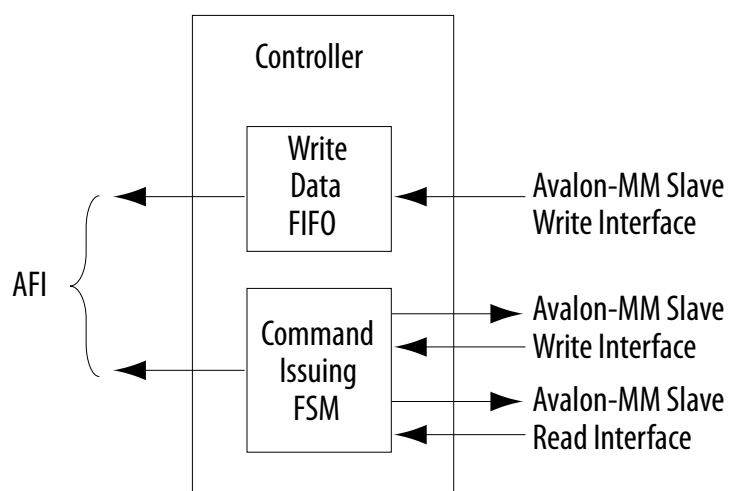 Controller
Write
Data
FIFO
Avalon-MM Slave
Write Interface
AFI
Command
Issuing
FSM
Avalon-MM Slave
Write Interface
Avalon-MM Slave
Read Interface